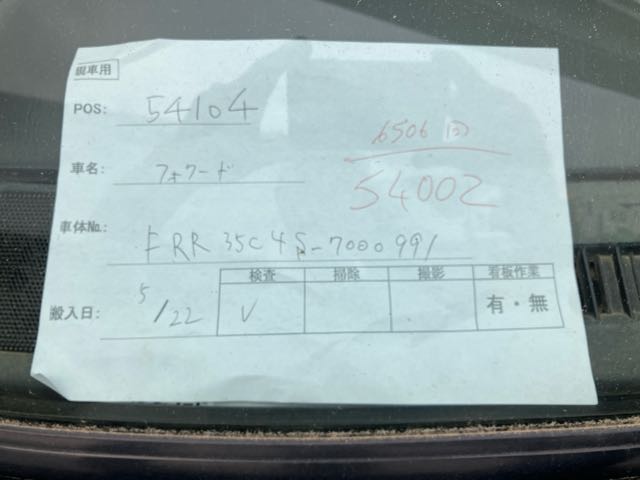 現車用
POS: 54104
6506 回
54002
車名: フォワード
車体No.: FRR35C4S-7000991
搬入日: 5/22
検査 掃除 撮影 看板作業
V 有・無